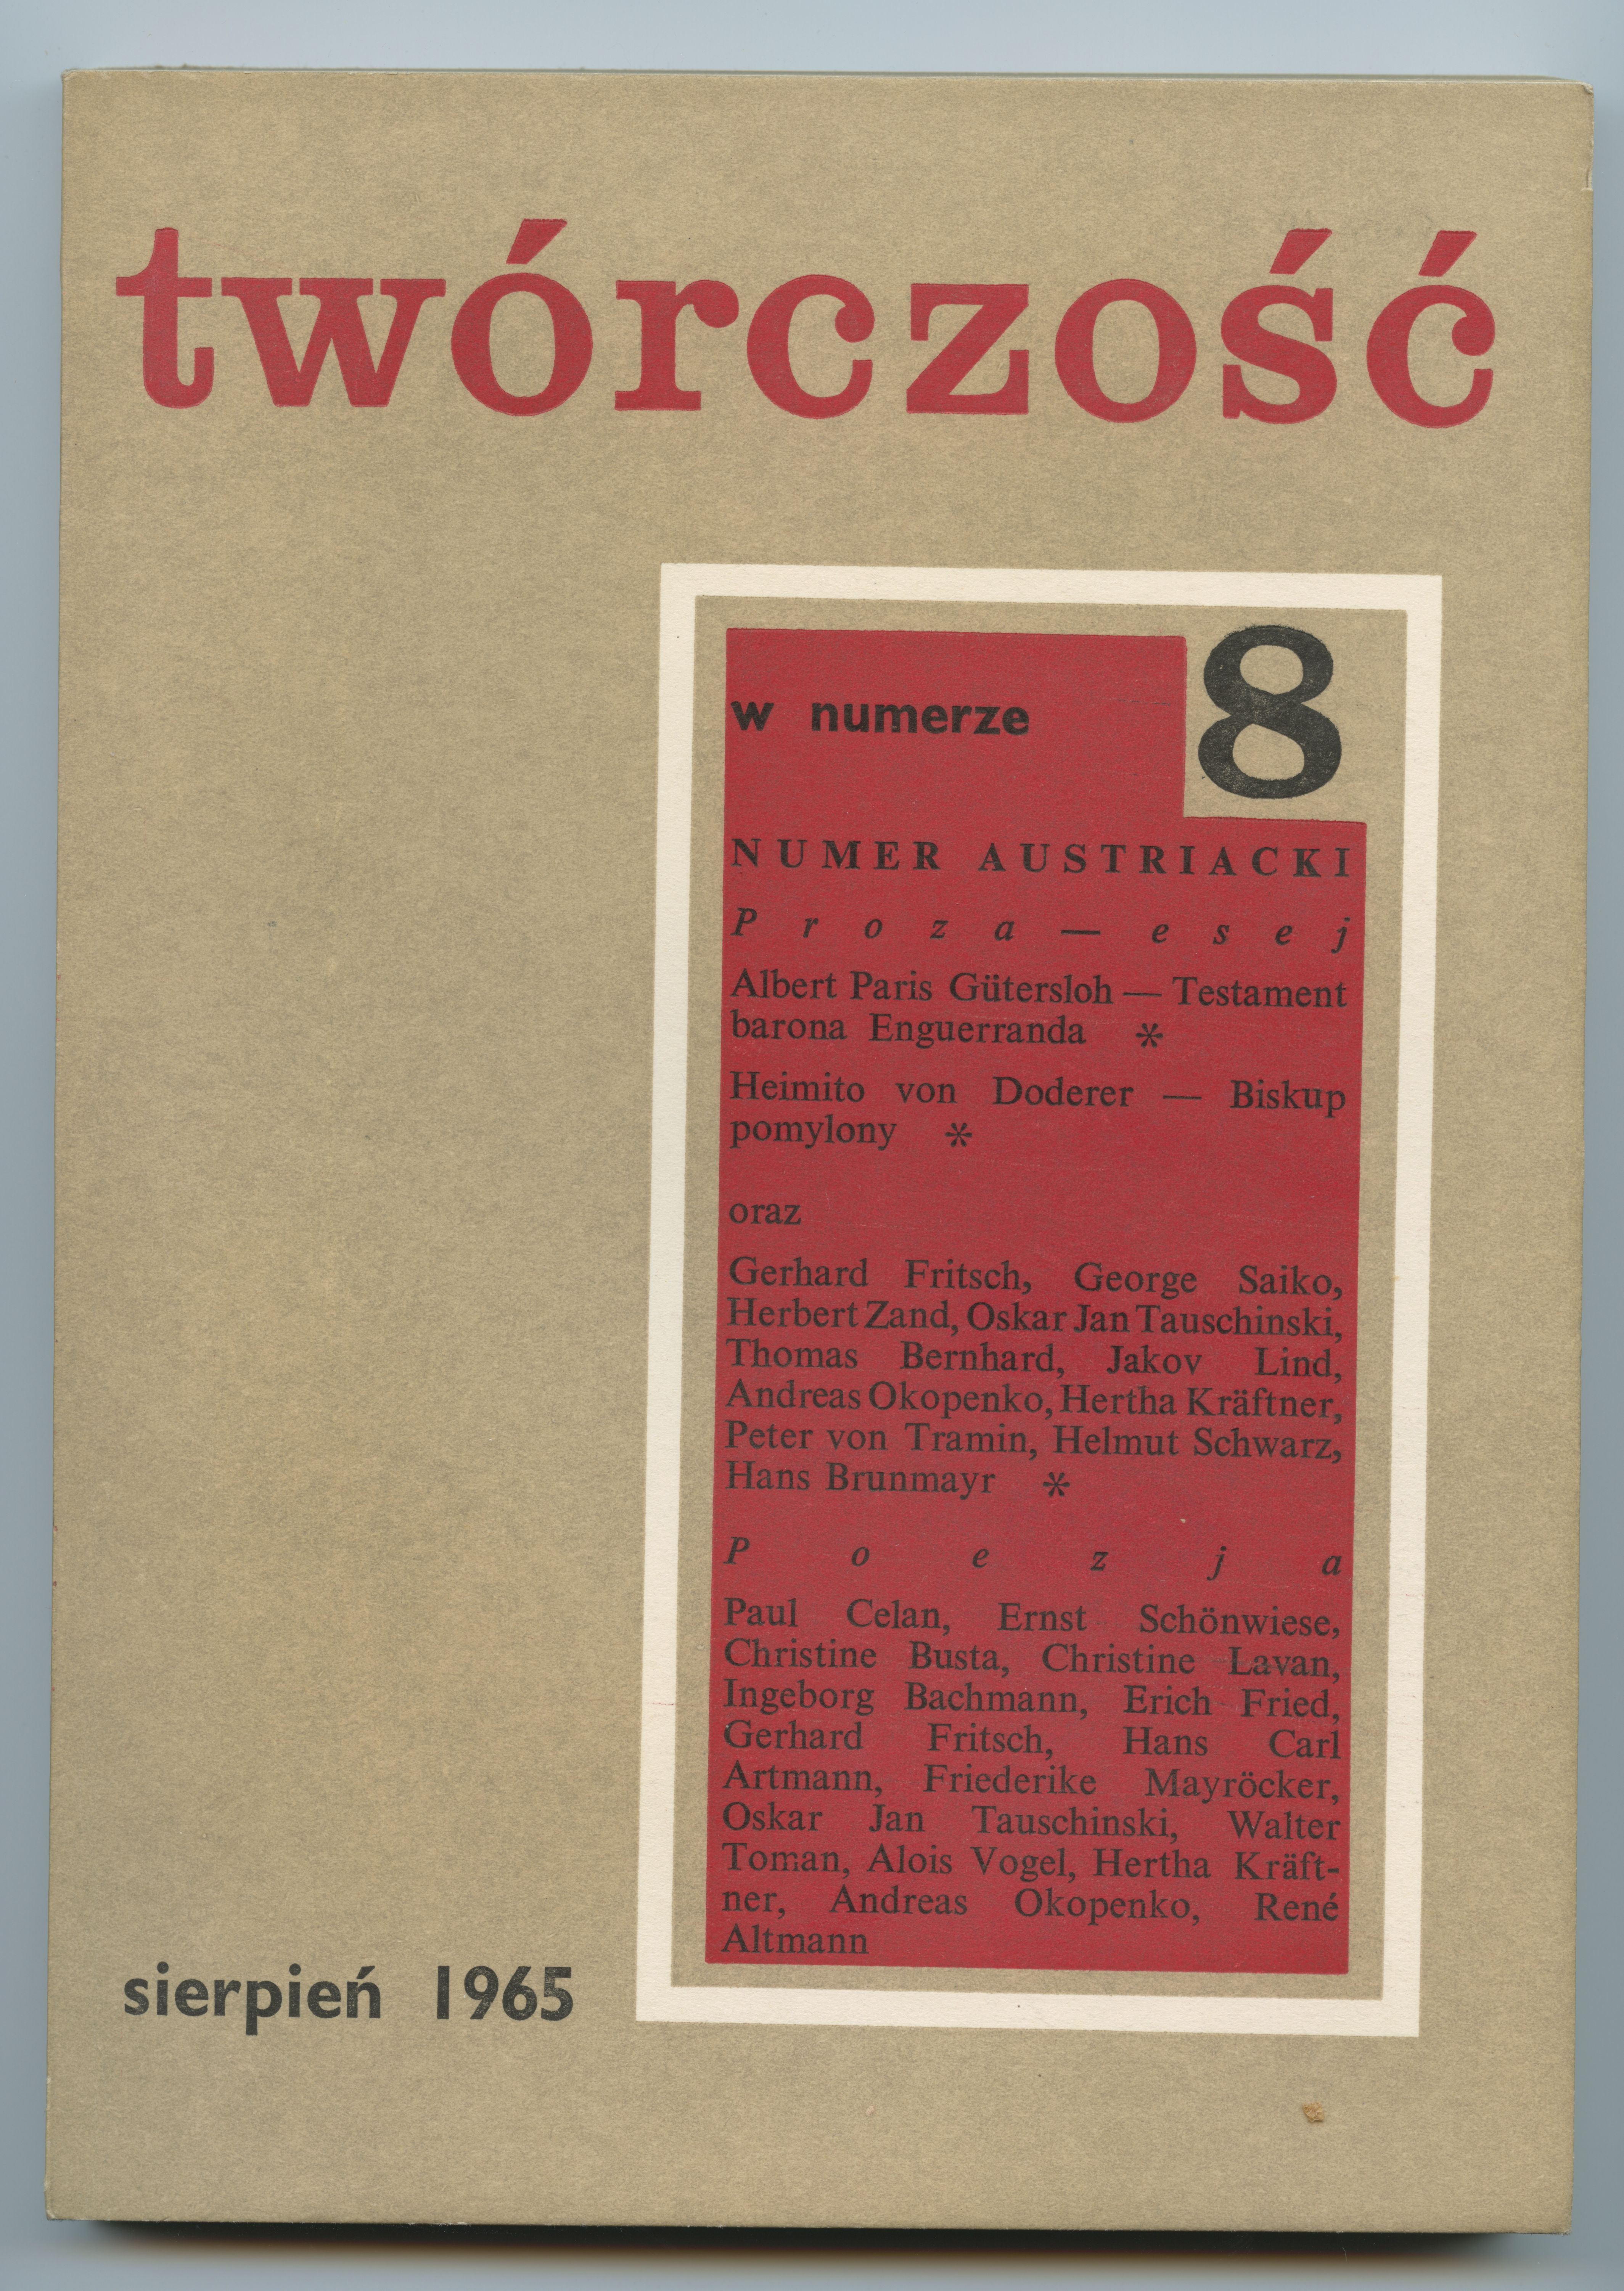 twórczość
8
w numerze
NUMER AUSTRIACKI
Proza — esej
Albert Paris Gütersloh — Testament
barona Enguerranda *
Heimito von Doderer — Biskup
pomylony *
oraz
Gerhard Fritsch, George Saiko,
Herbert Zand, Oskar Jan Tauschinski,
Thomas Bernhard, Jakov Lind,
Andreas Okopenko, Hertha Kräftner,
Peter von Tramin, Helmut Schwarz,
Hans Brunmayr *
Poezja
Paul Celan, Ernst Schönwiese,
Christine Busta, Christine Lavan,
Ingeborg Bachmann, Erich Fried,
Gerhard Fritsch, Hans Carl
Artmann, Friederike Mayröcker,
Oskar Jan Tauschinski, Walter
Toman, Alois Vogel, Hertha Kräft-
ner, Andreas Okopenko, René
Altmann
sierpień 1965